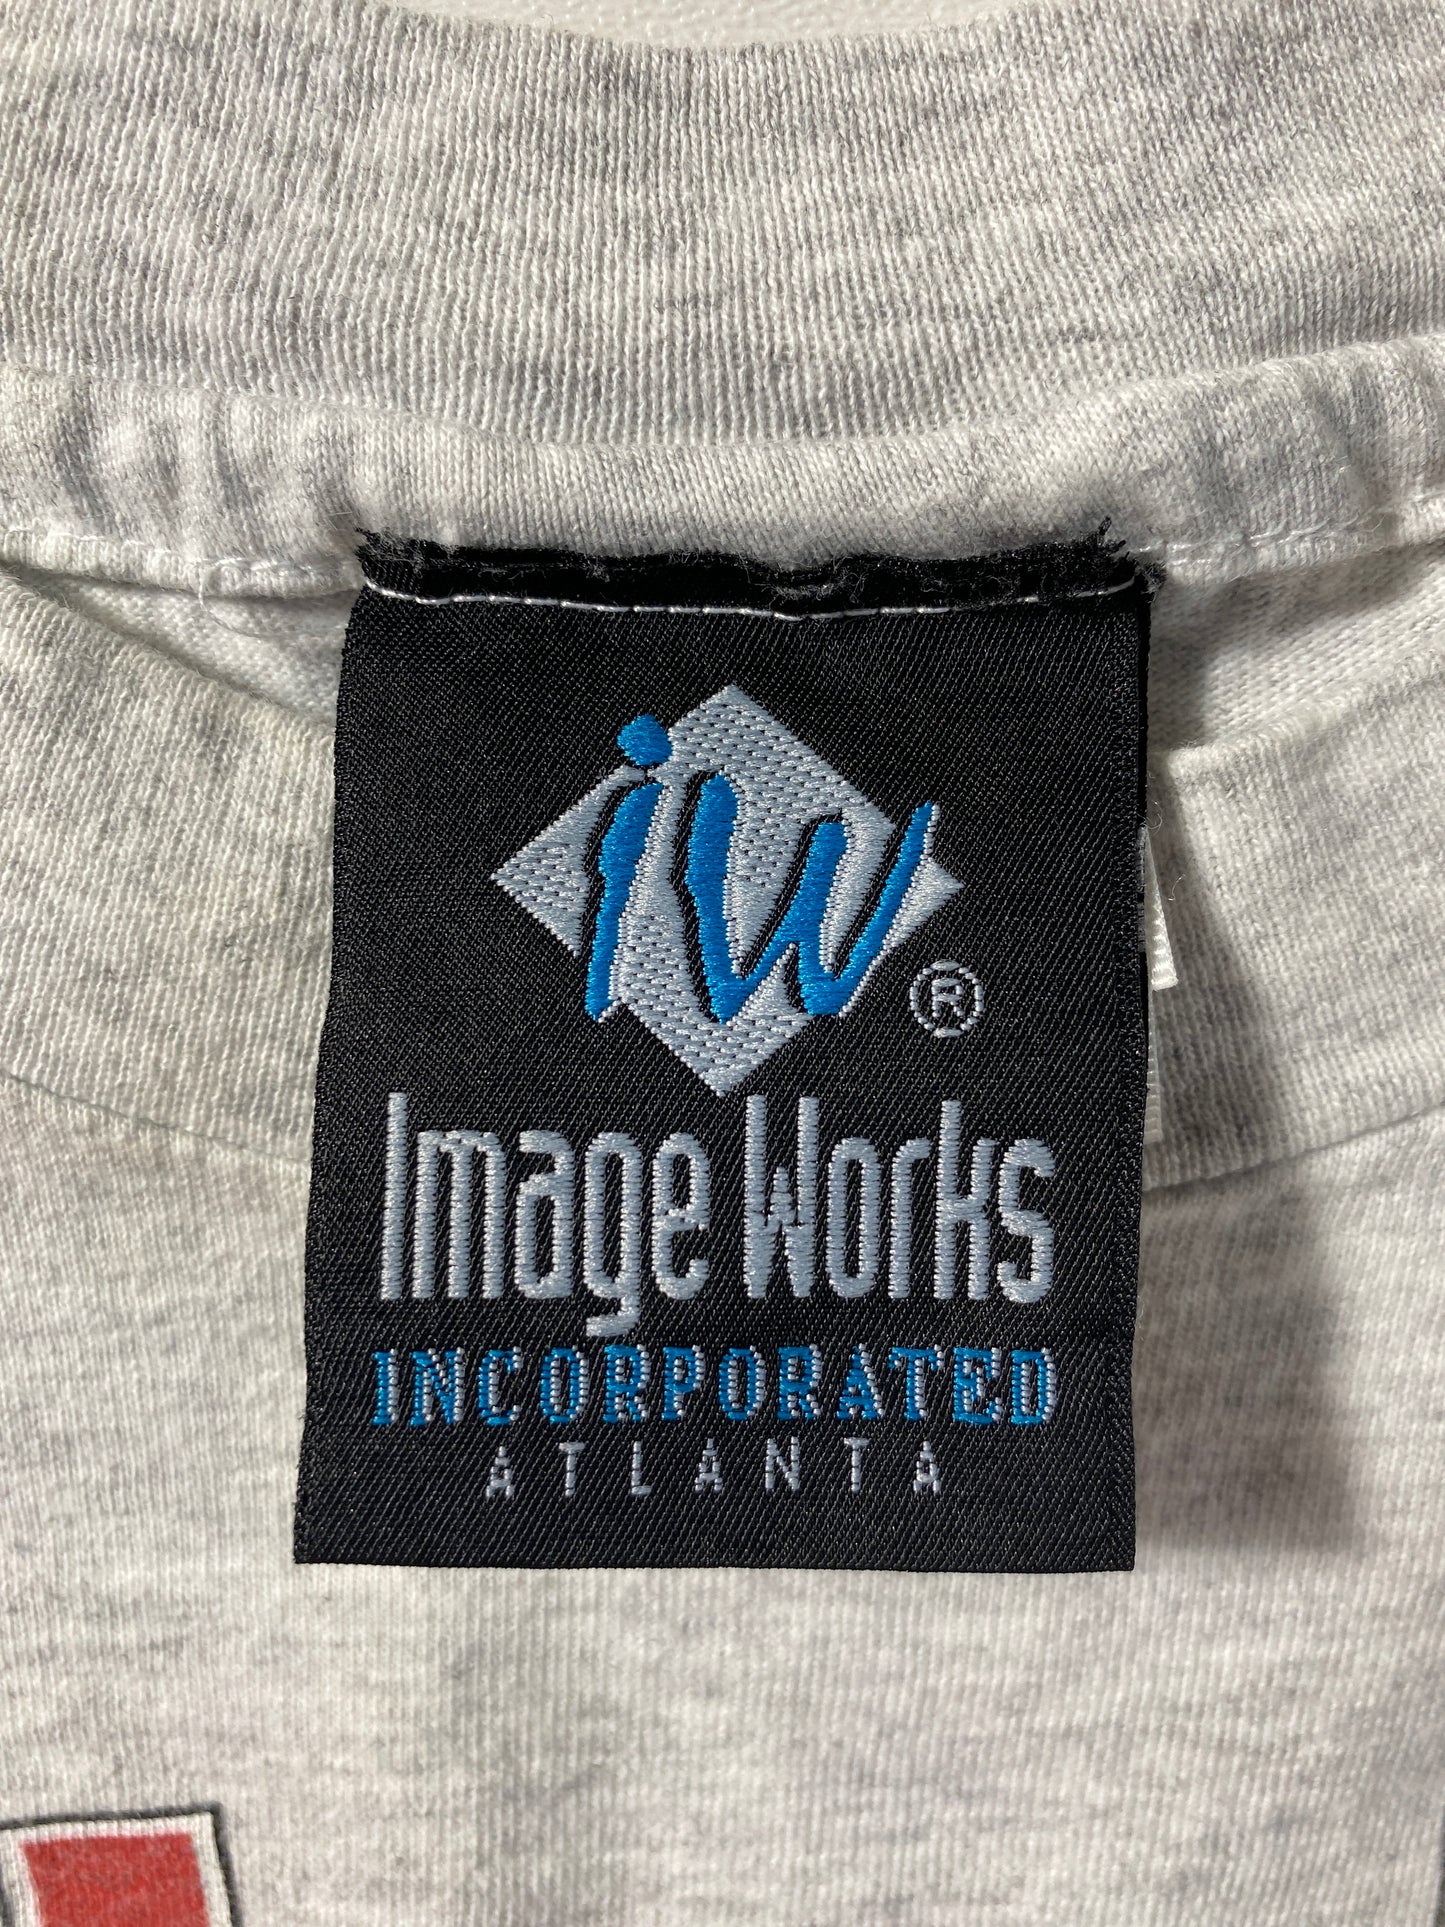 iw®
Image Works
INCORPORATED
ATLANTA